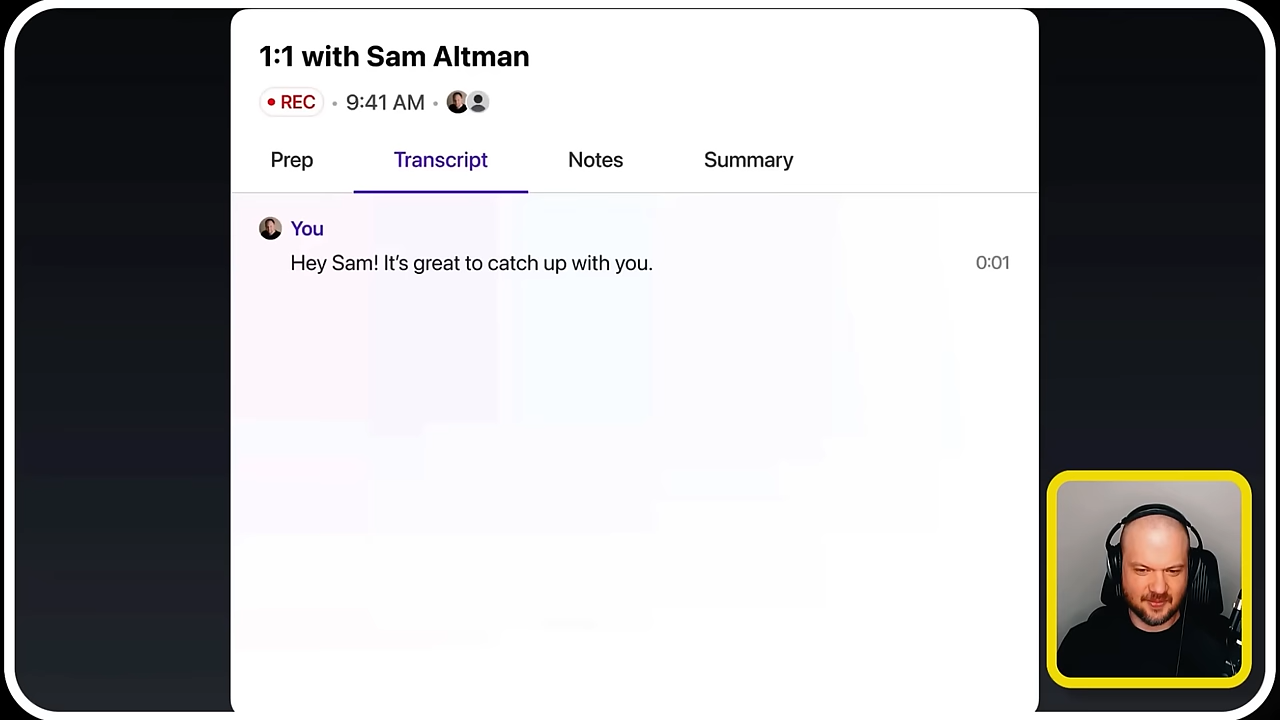 1:1 with Sam Altman
REC • 9:41 AM •
Prep Transcript Notes Summary
You
Hey Sam! It’s great to catch up with you. 0:01